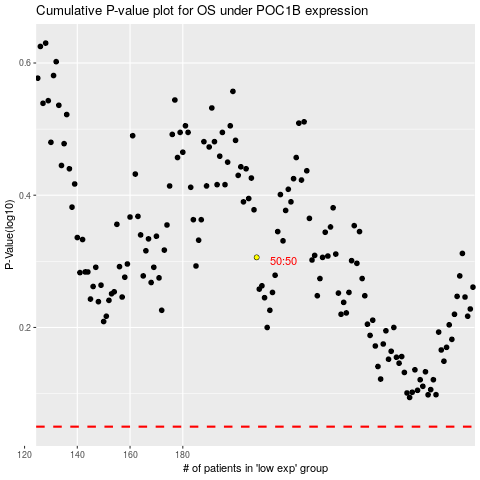 Cumulative P-value plot for OS under POC1B expression
P-Value(log10)
0.6
0.4
0.2
50:50
120 140 160 180
# of patients in 'low exp' group